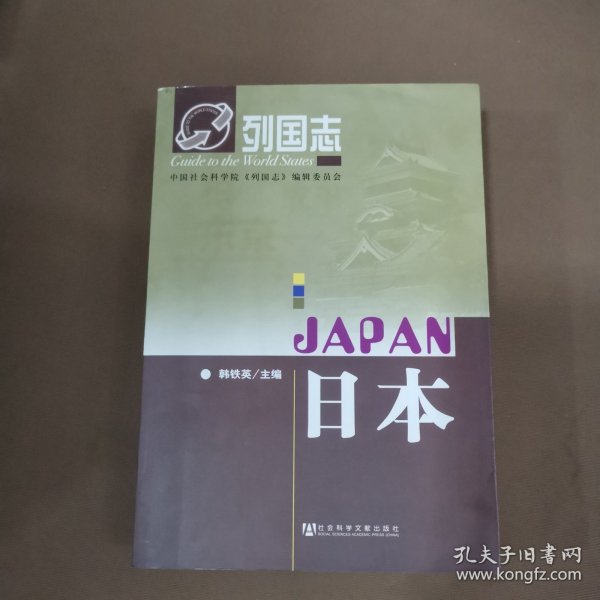 列国志
Guide to the World States
中国社会科学院《列国志》编辑委员会
JAPAN
韩铁英/主编
日本
社会科学文献出版社
SOCIAL SCIENCES ACADEMIC PRESS (CHINA)
孔夫子旧书网
www.kongfz.com